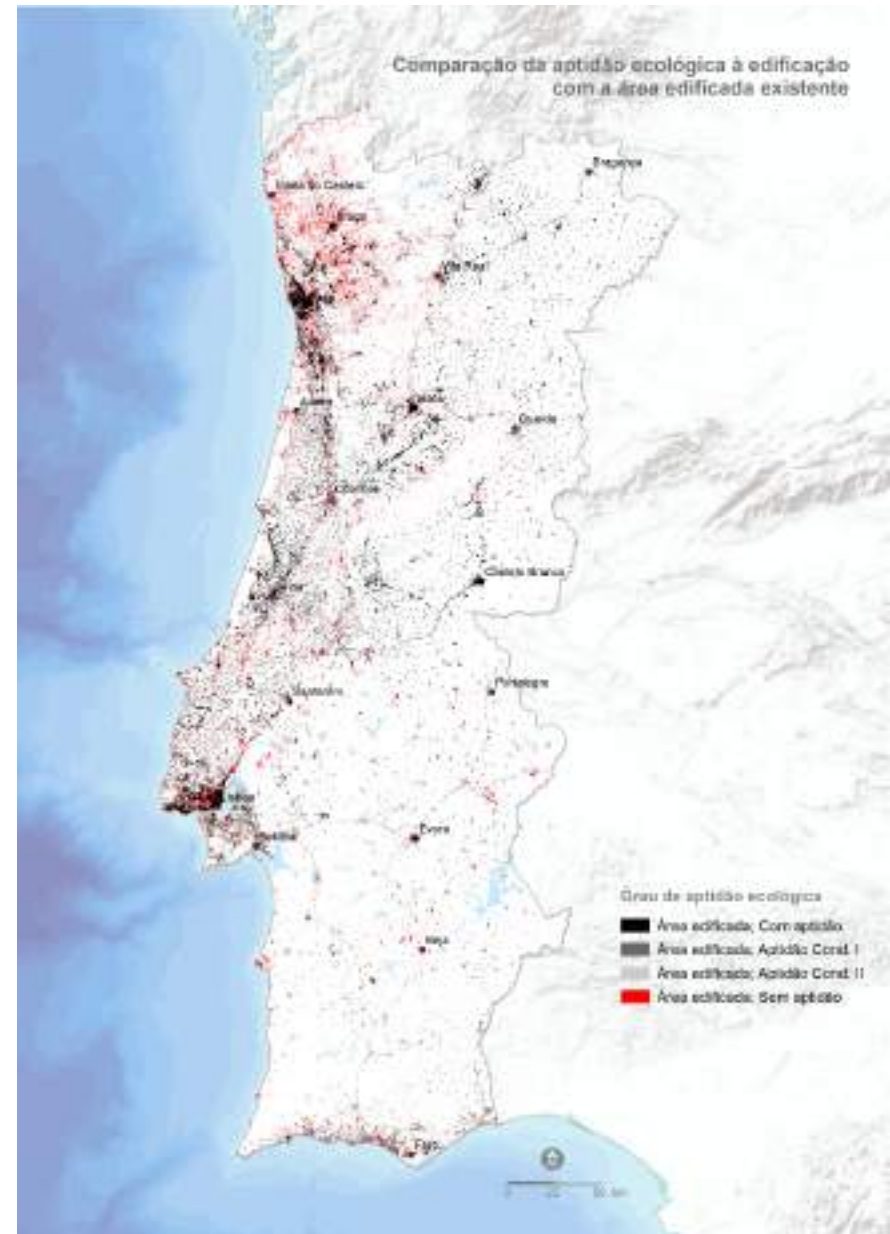 Comparação da aptidão ecológica à edificação
com a área edificada existente
Bragança
Viana do Castelo
Braga
Vila Real
Aveiro
Viseu
Guarda
Coimbra
Castelo Branco
Santarém
Portalegre
Lisboa
Setúbal
Évora
Beja
Grau de aptidão ecológica
Área edificada; Com aptidão
Área edificada; Aptidão Cond. I
Área edificada; Aptidão Cond. II
Área edificada; Sem aptidão
Faro
0
km